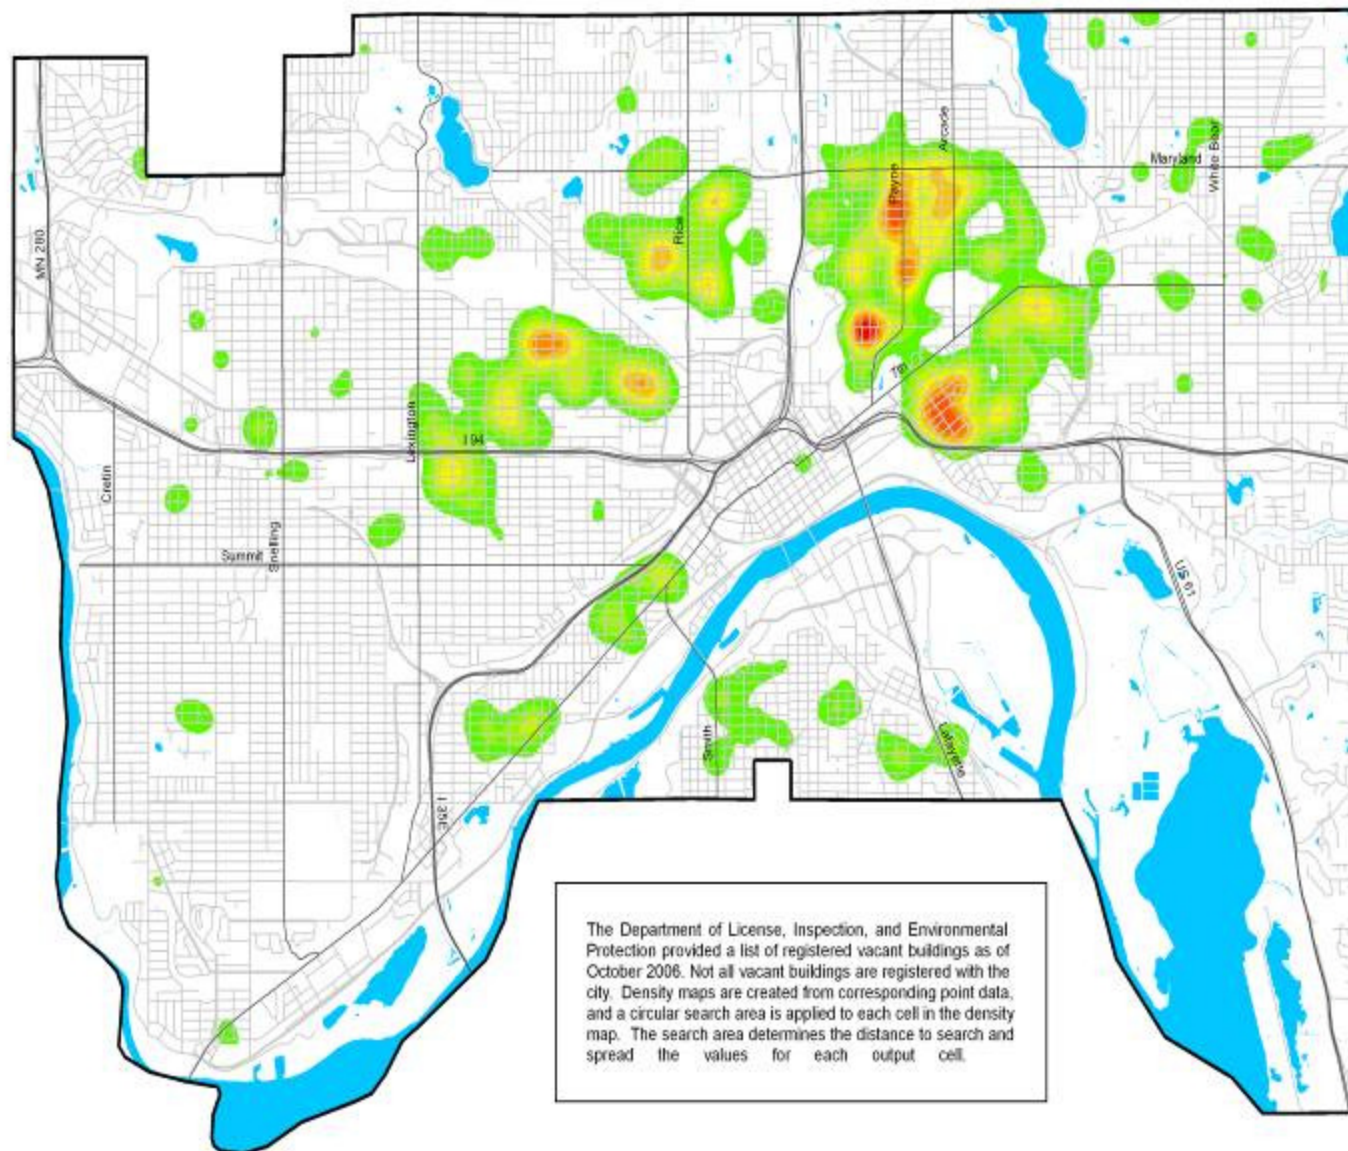 Arcade
White Bear
Maryland
Payne
Rice
MN 280
7th
Lexington
I 94
Cretin
Snelling
Summit
US 61
Smith
Lafayette
I 35E
The Department of License, Inspection, and Environmental
Protection provided a list of registered vacant buildings as of
October 2006. Not all vacant buildings are registered with the
city. Density maps are created from corresponding point data,
and a circular search area is applied to each cell in the density
map. The search area determines the distance to search and
spread the values for each output cell.